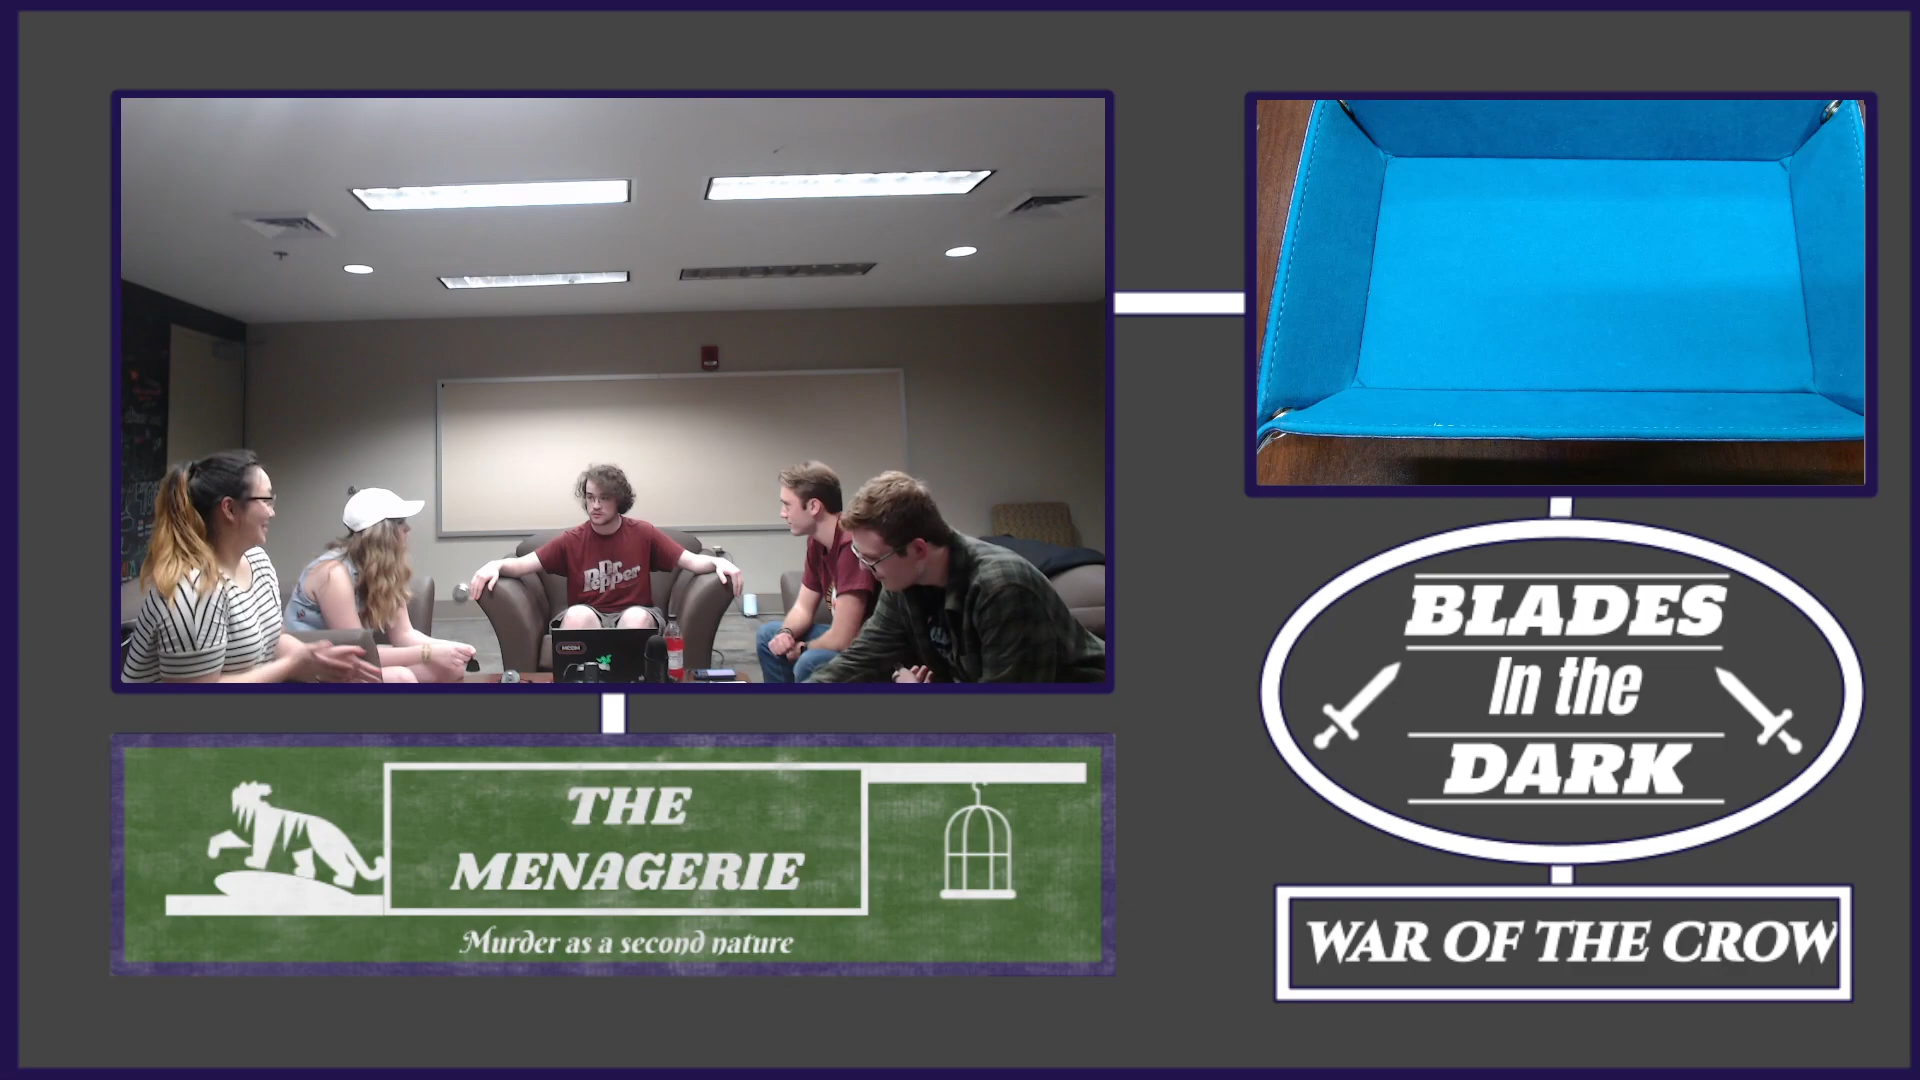 Dr
Pepper
THE
MENAGERIE
Murder as a second nature
BLADES
In the
DARK
WAR OF THE CROW